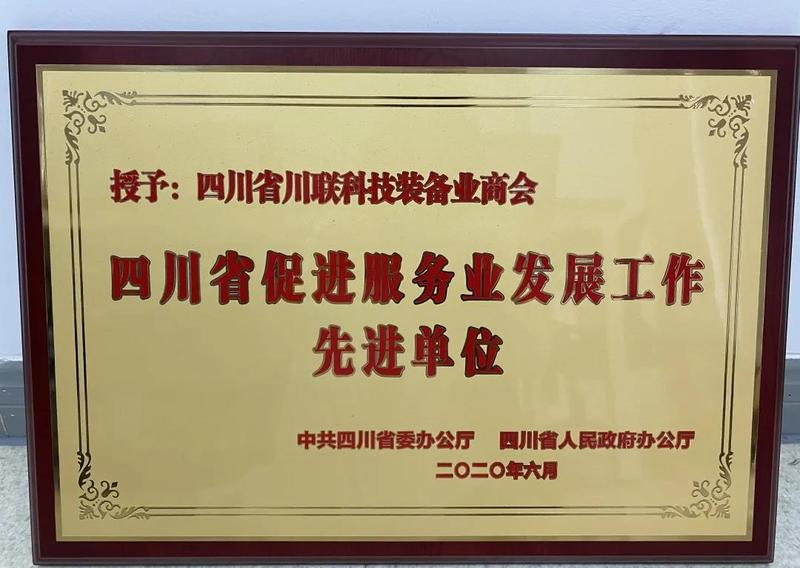 授予：四川省川联科技装备业商会
四川省促进服务业发展工作
先进单位
中共四川省委办公厅 四川省人民政府办公厅
二〇二〇年六月